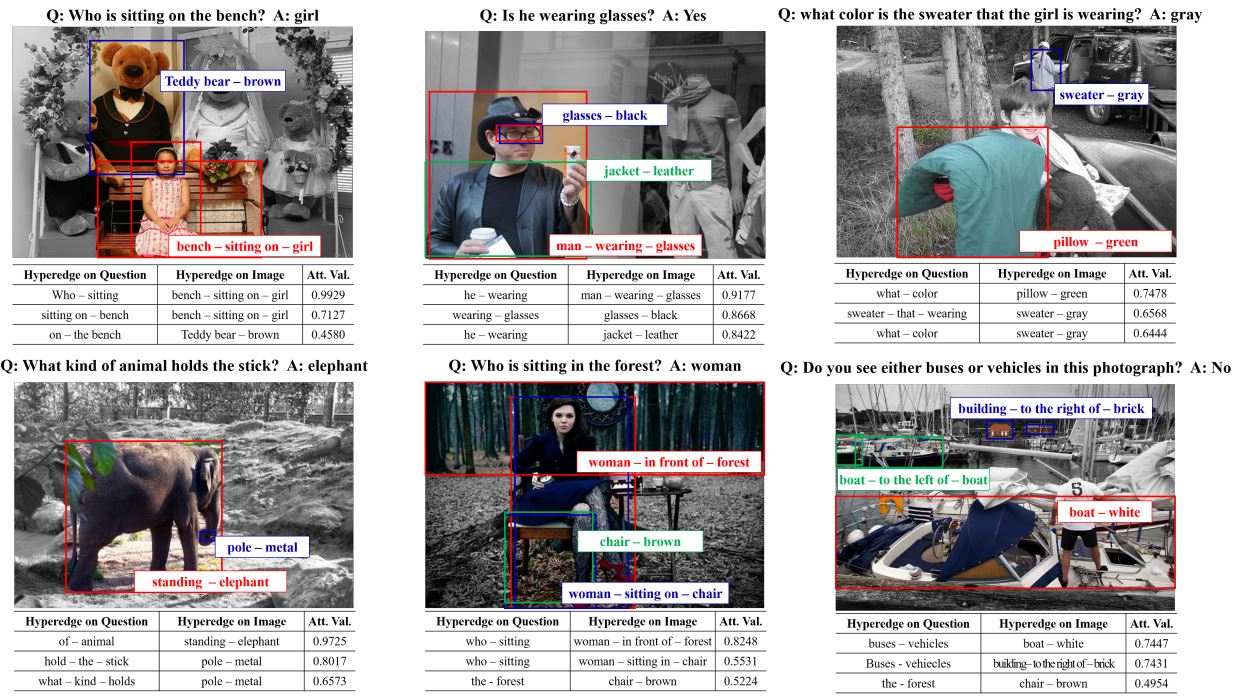 Q: Who is sitting on the bench?  A: girl
Teddy bear – brown
bench – sitting on – girl
Hyperedge on Question Hyperedge on Image Att. Val.
Who – sitting bench – sitting on – girl 0.9929
sitting on – bench bench – sitting on – girl 0.7127
on – the bench Teddy bear – brown 0.4580
Q: Is he wearing glasses?  A: Yes
glasses – black
jacket – leather
man – wearing – glasses
Hyperedge on Question Hyperedge on Image Att. Val.
he – wearing man – wearing – glasses 0.9177
wearing – glasses glasses – black 0.8668
he – wearing jacket – leather 0.8422
Q: what color is the sweater that the girl is wearing?  A: gray
sweater – gray
pillow – green
Hyperedge on Question Hyperedge on Image Att. Val.
what – color pillow – green 0.7478
sweater – that – wearing sweater – gray 0.6568
what – color sweater – gray 0.6444
Q: What kind of animal holds the stick?  A: elephant
pole – metal
standing – elephant
Hyperedge on Question Hyperedge on Image Att. Val.
of – animal standing – elephant 0.9725
hold – the – stick pole – metal 0.8017
what – kind – holds pole – metal 0.6573
Q: Who is sitting in the forest?  A: woman
woman – in front of – forest
chair – brown
woman – sitting on – chair
Hyperedge on Question Hyperedge on Image Att. Val.
who – sitting woman – in front of – forest 0.8248
who – sitting woman – sitting in – chair 0.5531
the - forest chair – brown 0.5224
Q: Do you see either buses or vehicles in this photograph?  A: No
building – to the right of – brick
boat – to the left of – boat
5
boat – white
Hyperedge on Question Hyperedge on Image Att. Val.
buses – vehicles boat – white 0.7447
Buses - vehiecles building– to the right of – brick 0.7431
the - forest chair – brown 0.4954